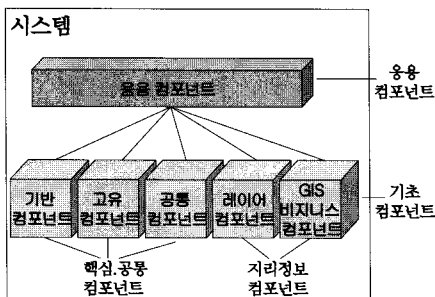 시스템
응용 컴포넌트
응용
컴포넌트
기반
컴포넌트
고유
컴포넌트
공통
컴포넌트
레이어
컴포넌트
GIS
비지니스
컴포넌트
기초
컴포넌트
핵심.공통
컴포넌트
지리정보
컴포넌트